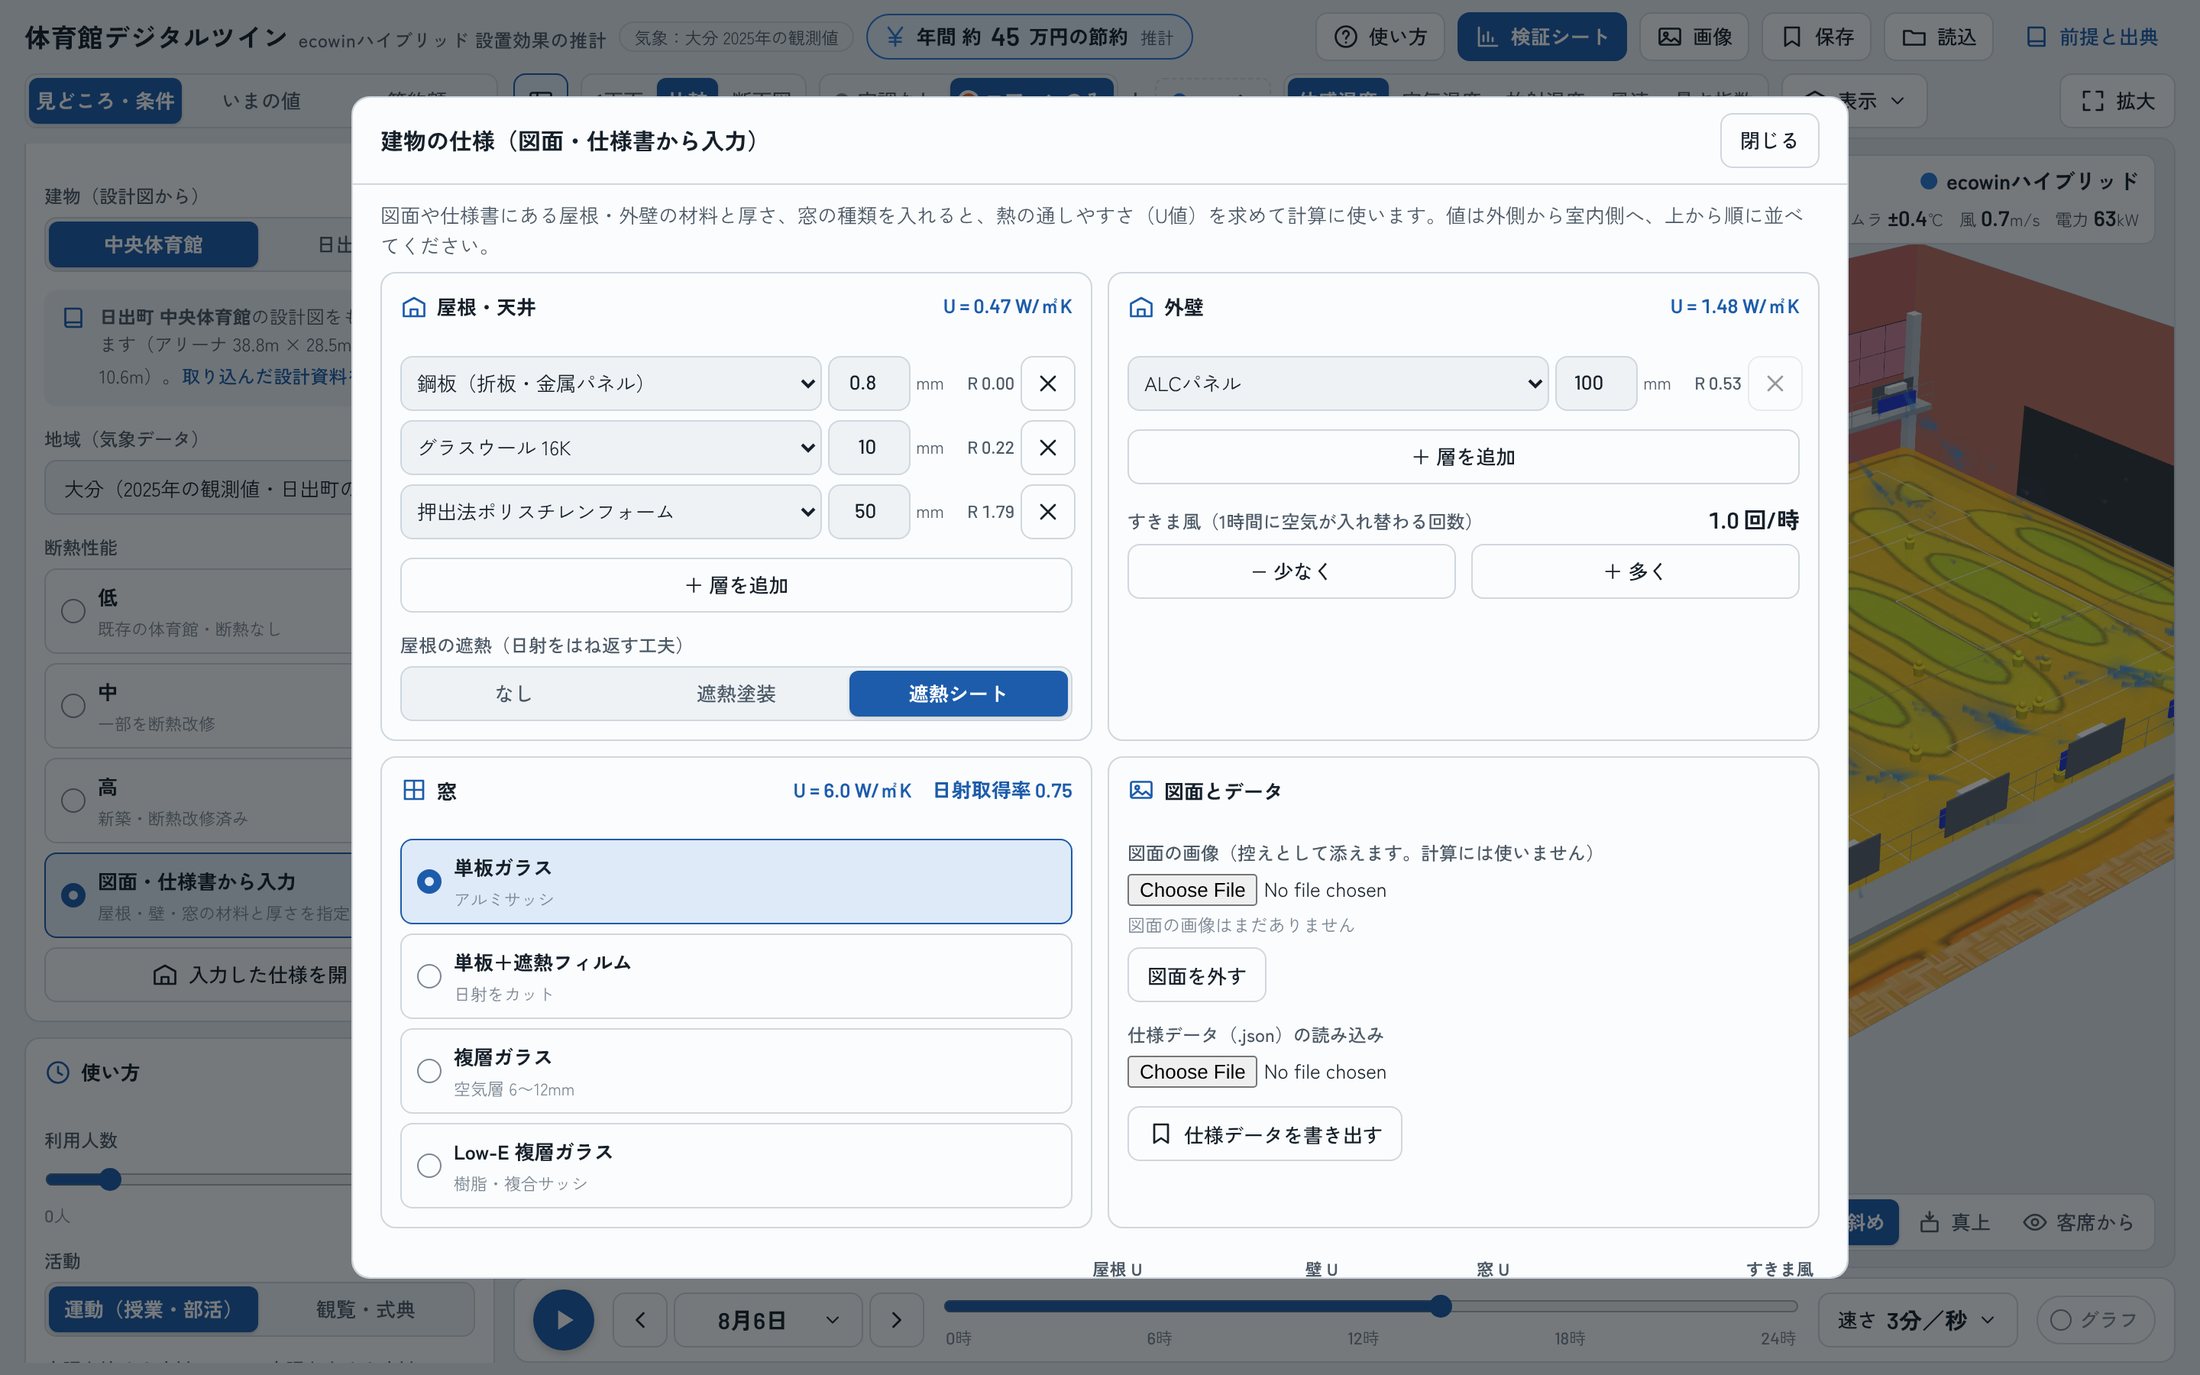 体育館デジタルツイン ecowinハイブリッド 設置効果の推計 気象：大分 2025年の観測値 ¥ 年間 約 45 万円の節約 推計 使い方 検証シート 画像 保存 読込 前提と出典
見どころ・条件 いまの値 表示 拡大
建物の仕様（図面・仕様書から入力） 閉じる
図面や仕様書にある屋根・外壁の材料と厚さ、窓の種類を入れると、熱の通しやすさ（U値）を求めて計算に使います。値は外側から室内側へ、上から順に並べ
てください。
屋根・天井 U = 0.47 W/㎡K
鋼板（折板・金属パネル） 0.8 mm R 0.00
グラスウール 16K 10 mm R 0.22
押出法ポリスチレンフォーム 50 mm R 1.79
＋ 層を追加
屋根の遮熱（日射をはね返す工夫）
なし 遮熱塗装 遮熱シート
外壁 U = 1.48 W/㎡K
ALCパネル 100 mm R 0.53
＋ 層を追加
すきま風（1時間に空気が入れ替わる回数） 1.0 回/時
− 少なく ＋ 多く
窓 U = 6.0 W/㎡K 日射取得率 0.75
単板ガラス
アルミサッシ
単板＋遮熱フィルム
日射をカット
複層ガラス
空気層 6〜12mm
Low-E 複層ガラス
樹脂・複合サッシ
図面とデータ
図面の画像（控えとして添えます。計算には使いません）
Choose File No file chosen
図面の画像はまだありません
図面を外す
仕様データ（.json）の読み込み
Choose File No file chosen
仕様データを書き出す
屋根 U 壁 U 窓 U すきま風
建物（設計図から）
中央体育館 日出
日出町 中央体育館の設計図をも
ます（アリーナ 38.8m × 28.5m
10.6m）。取り込んだ設計資料
地域（気象データ）
大分（2025年の観測値・日出町の
断熱性能
低
既存の体育館・断熱なし
中
一部を断熱改修
高
新築・断熱改修済み
図面・仕様書から入力
屋根・壁・窓の材料と厚さを指定
入力した仕様を開
使い方
利用人数
0人
活動
運動（授業・部活） 観覧・式典
ecowinハイブリッド
ムラ ±0.4℃ 風 0.7m/s 電力 63kW
斜め 真上 客席から
8月6日
0時 6時 12時 18時 24時
速さ 3分／秒 グラフ